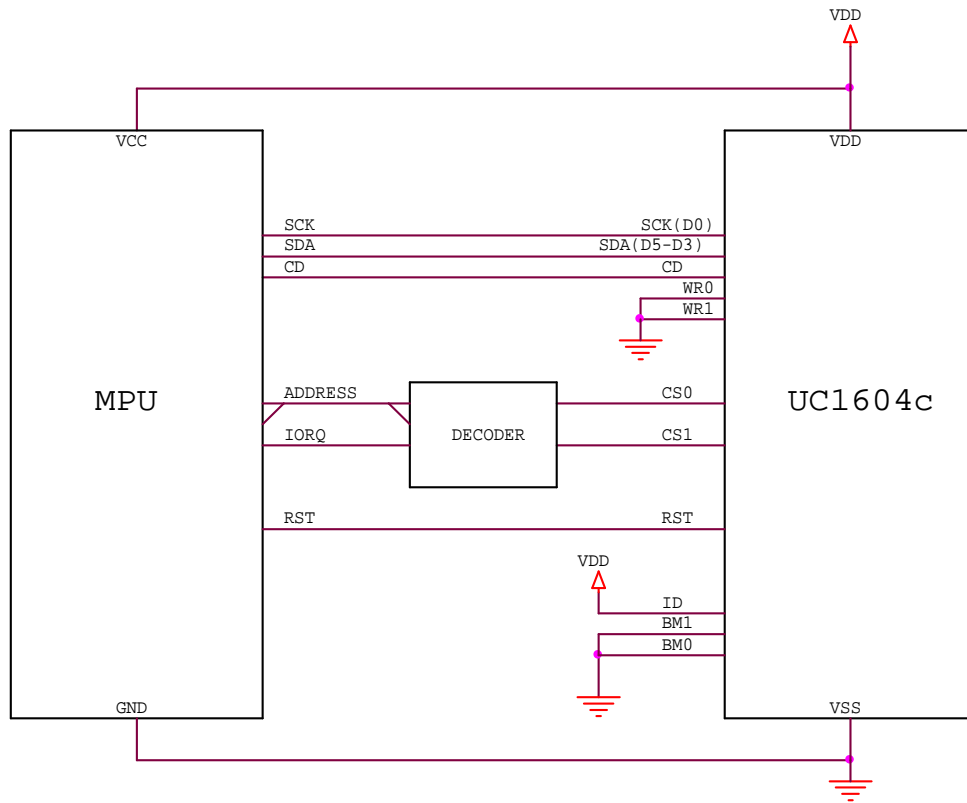 VDD
VCC
VDD
SCK
SCK(D0)
SDA
SDA(D5-D3)
CD
CD
WR0
WR1
MPU
ADDRESS
CS0
UC1604c
IORQ
DECODER
CS1
RST
RST
VDD
ID
BM1
BM0
GND
VSS